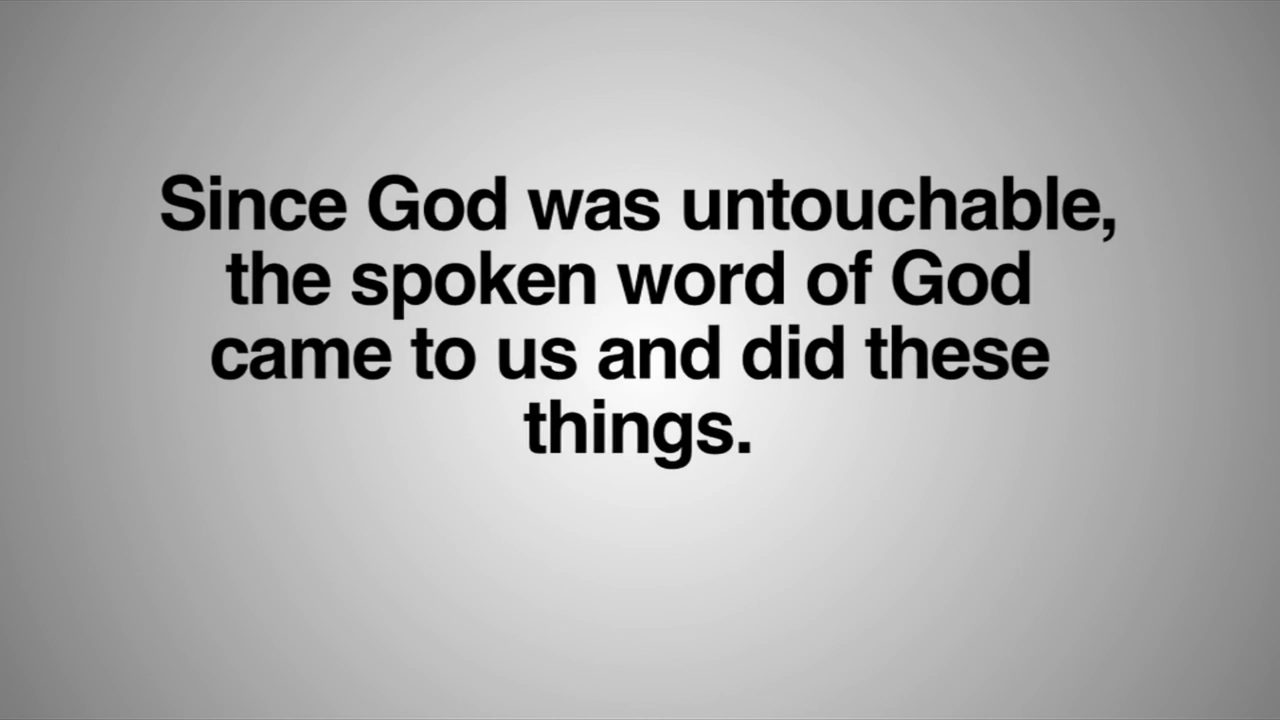 Since God was untouchable,
the spoken word of God
came to us and did these
things.